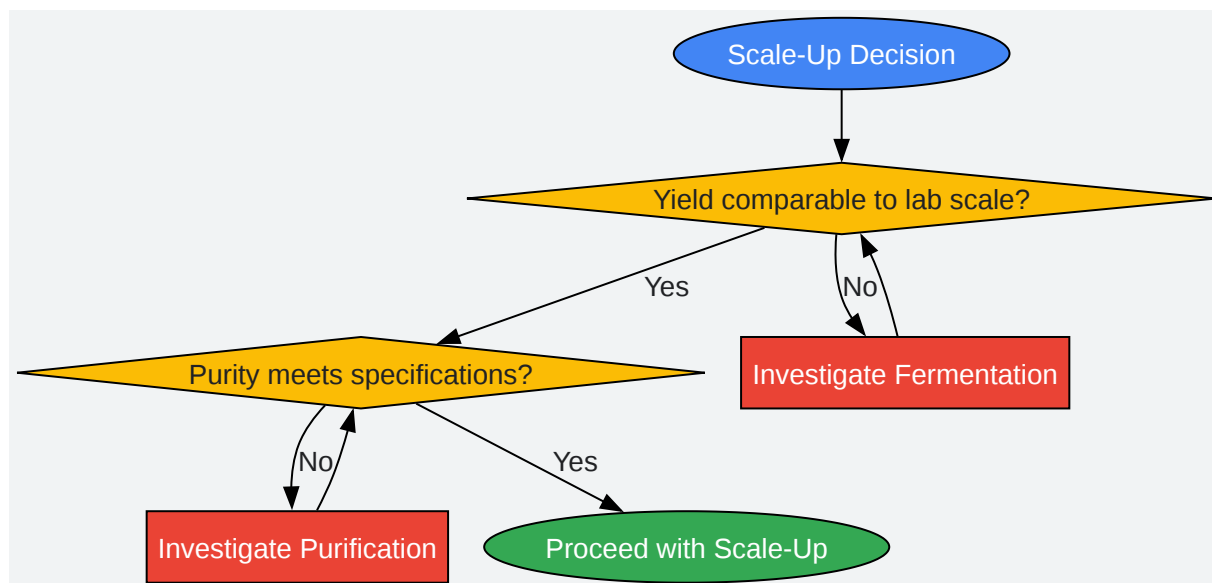 Scale-Up Decision
Yield comparable to lab scale?
Yes
No
Purity meets specifications?
Investigate Fermentation
No
Yes
Investigate Purification
Proceed with Scale-Up